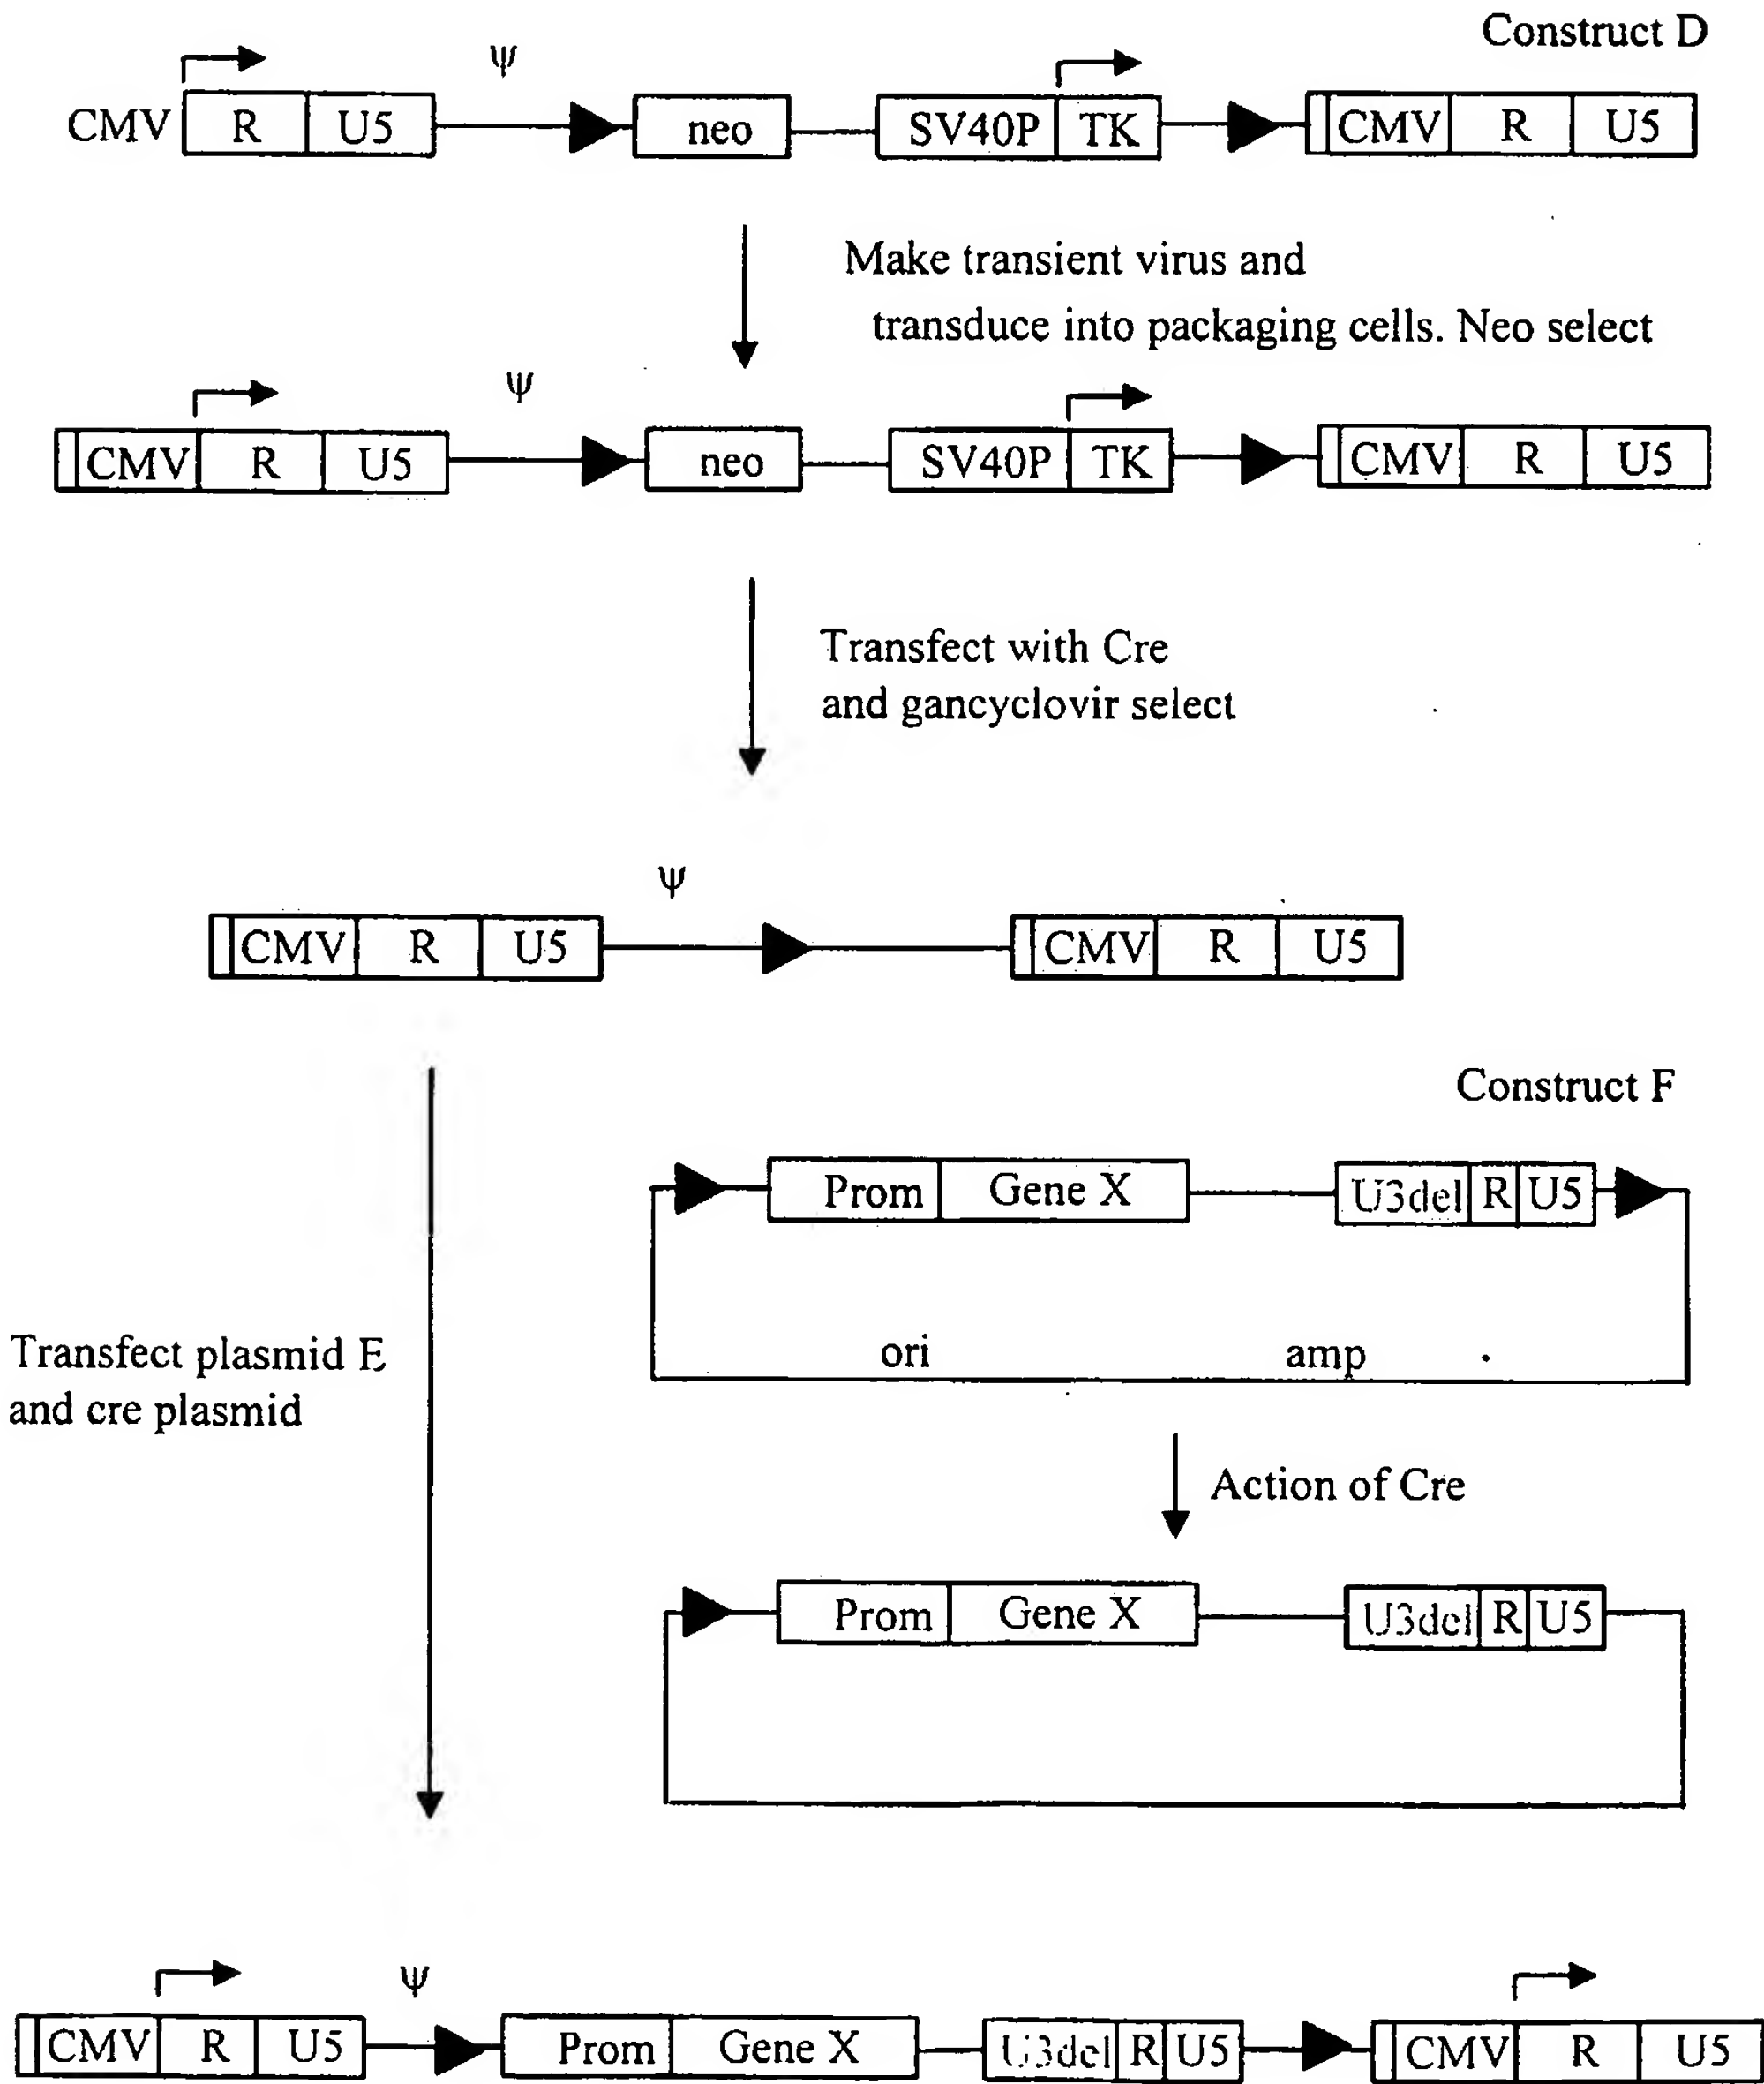 Construct D
ψ
CMV R U5 neo SV40P TK CMV R U5
Make transient virus and
transduce into packaging cells. Neo select
ψ
CMV R U5 neo SV40P TK CMV R U5
Transfect with Cre
and gancyclovir select
ψ
CMV R U5 CMV R U5
Construct F
Prom Gene X U3del R U5
ori amp
Transfect plasmid E
and cre plasmid
Action of Cre
Prom Gene X U3del R U5
ψ
CMV R U5 Prom Gene X U3del R U5 CMV R U5